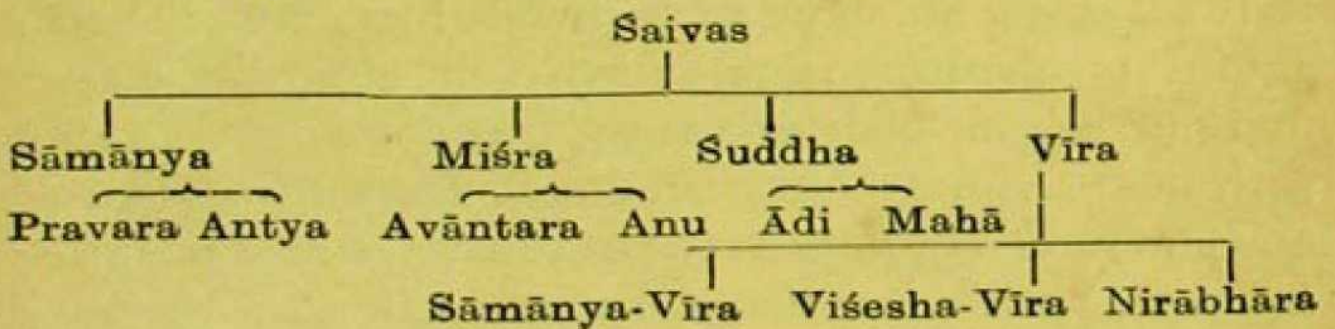 Śaivas
Sāmānya Miśra Śuddha Vīra
Pravara Antya Avāntara Anu Ādi Mahā
Sāmānya-Vīra Viśesha-Vīra Nirābhāra